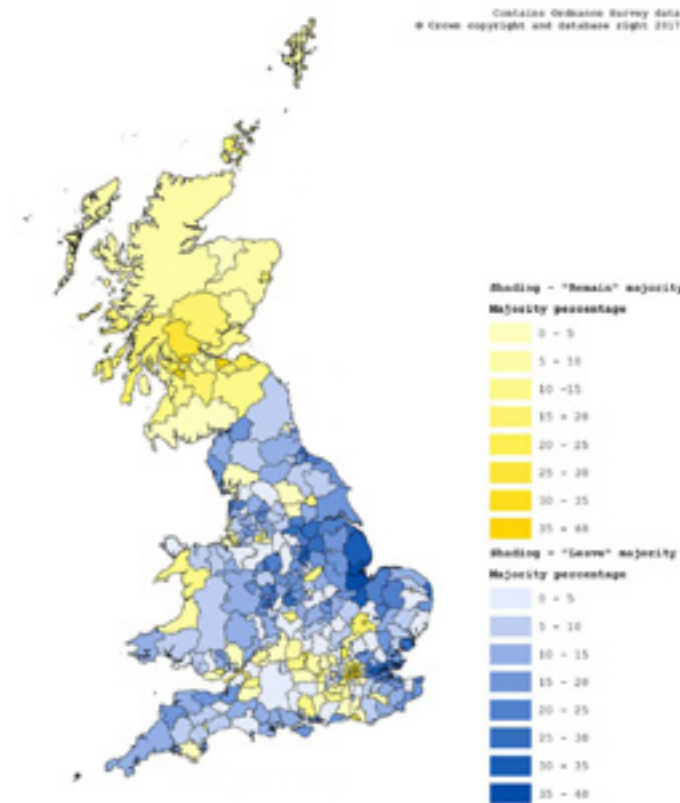 Contains Ordnance Survey data
© Crown copyright and database right 2017
Shading - "Remain" majority
Majority percentage
0 - 5
5 - 10
10 -15
15 - 20
20 - 25
25 - 30
30 - 35
35 - 40
Shading - "Leave" majority
Majority percentage
0 - 5
5 - 10
10 - 15
15 - 20
20 - 25
25 - 30
30 - 35
35 - 40